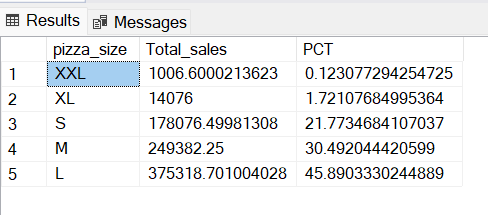 Results Messages
pizza_size Total_sales PCT
1 XXL 1006.6000213623 0.123077294254725
2 XL 14076 1.72107684995364
3 S 178076.49981308 21.7734684107037
4 M 249382.25 30.492044420599
5 L 375318.701004028 45.8903330244889